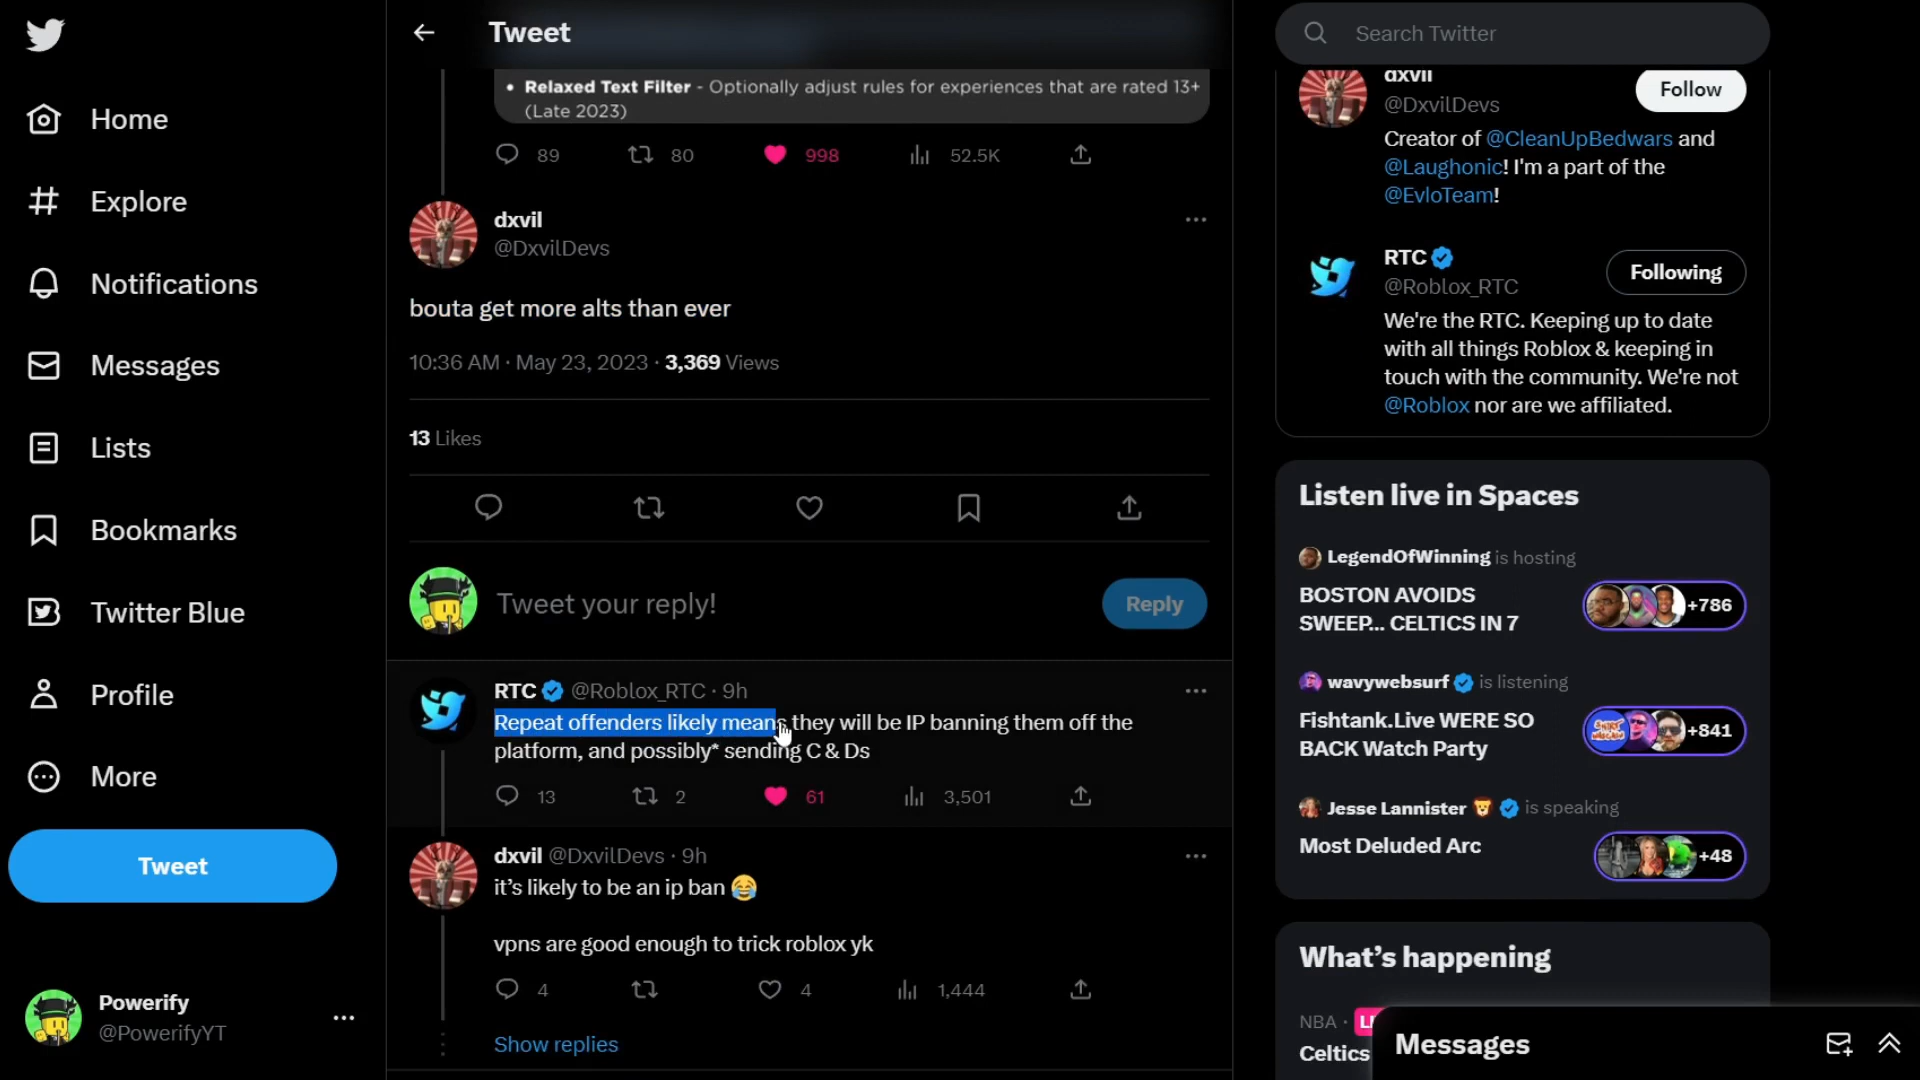 Home
Explore
Notifications
Messages
Lists
Bookmarks
Twitter Blue
Profile
More
Tweet
Powerify
@PowerifyYT
Tweet
• Relaxed Text Filter - Optionally adjust rules for experiences that are rated 13+
(Late 2023)
89 80 998 52.5K
dxvil
@DxvilDevs
bouta get more alts than ever
10:36 AM · May 23, 2023 · 3,369 Views
13 Likes
Tweet your reply!
Reply
RTC @Roblox_RTC · 9h
Repeat offenders likely means they will be IP banning them off the
platform, and possibly* sending C & Ds
13 2 61 3,501
dxvil @DxvilDevs · 9h
it's likely to be an ip ban 😂
vpns are good enough to trick roblox yk
4 4 1,444
Show replies
Search Twitter
dxvil
@DxvilDevs
Follow
Creator of @CleanUpBedwars and
@Laughonic! I'm a part of the
@EvloTeam!
RTC
@Roblox_RTC
Following
We're the RTC. Keeping up to date
with all things Roblox & keeping in
touch with the community. We're not
@Roblox nor are we affiliated.
Listen live in Spaces
LegendOfWinning is hosting
BOSTON AVOIDS
SWEEP... CELTICS IN 7
+786
wavywebsurf is listening
Fishtank.Live WERE SO
BACK Watch Party
+841
Jesse Lannister 🦁 is speaking
Most Deluded Arc
+48
What's happening
NBA ·
Celtics
Messages